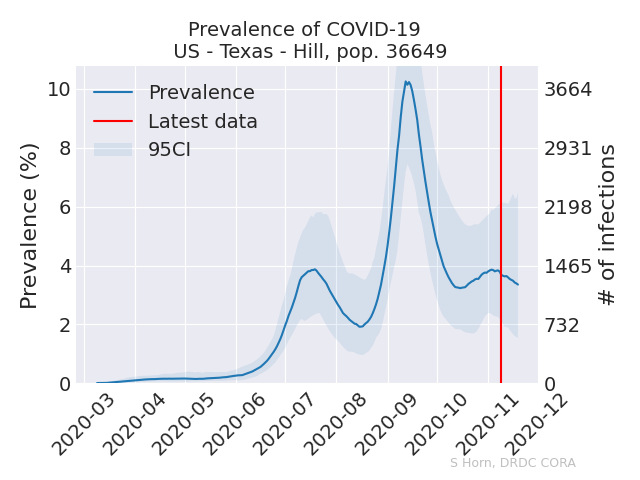 Prevalence of COVID-19
US - Texas - Hill, pop. 36649
Prevalence
Latest data
95CI
Prevalence (%)
10
8
6
4
2
0
# of infections
3664
2931
2198
1465
732
0
2020-03
2020-04
2020-05
2020-06
2020-07
2020-08
2020-09
2020-10
2020-11
2020-12
S Horn, DRDC CORA